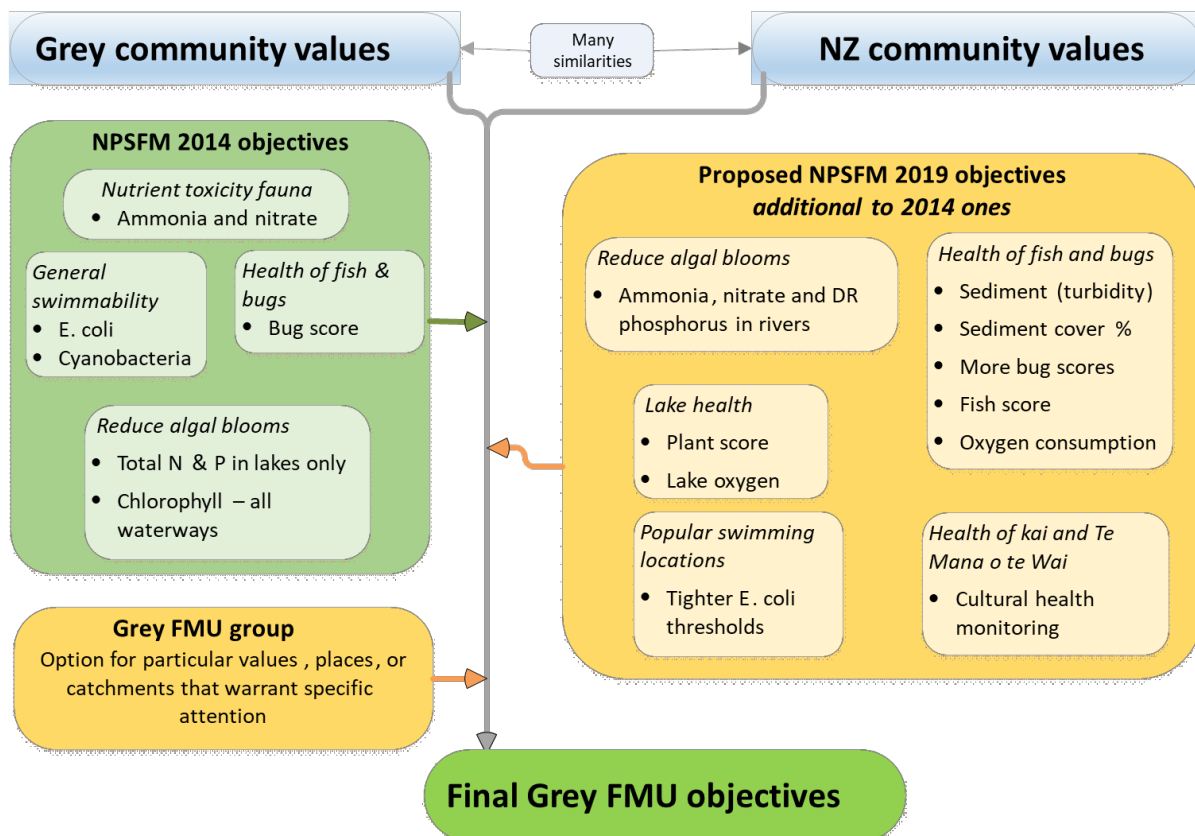 Grey community values
Many
similarities
NZ community values
NPSFM 2014 objectives
Nutrient toxicity fauna
• Ammonia and nitrate
General
swimmability
• E. coli
• Cyanobacteria
Health of fish &
bugs
• Bug score
Reduce algal blooms
• Total N & P in lakes only
• Chlorophyll – all
waterways
Proposed NPSFM 2019 objectives
additional to 2014 ones
Reduce algal blooms
• Ammonia, nitrate and DR
phosphorus in rivers
Health of fish and bugs
• Sediment (turbidity)
• Sediment cover %
• More bug scores
• Fish score
• Oxygen consumption
Lake health
• Plant score
• Lake oxygen
Popular swimming
locations
• Tighter E. coli
thresholds
Health of kai and Te
Mana o te Wai
• Cultural health
monitoring
Grey FMU group
Option for particular values , places, or
catchments that warrant specific
attention
Final Grey FMU objectives